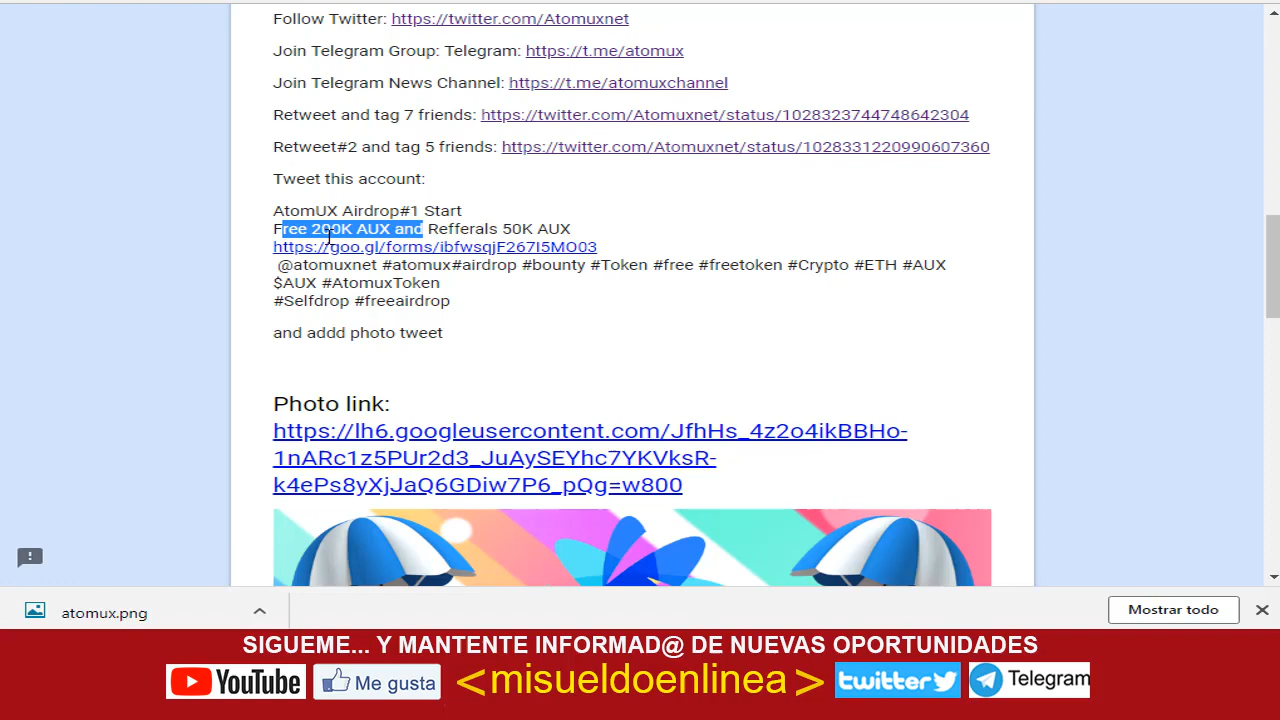 Follow Twitter: https://twitter.com/Atomuxnet
Join Telegram Group: Telegram: https://t.me/atomux
Join Telegram News Channel: https://t.me/atomuxchannel
Retweet and tag 7 friends: https://twitter.com/Atomuxnet/status/1028323744748642304
Retweet#2 and tag 5 friends: https://twitter.com/Atomuxnet/status/1028331220990607360
Tweet this account:
AtomUX Airdrop#1 Start
Free 200K AUX and Refferals 50K AUX
https://goo.gl/forms/ibfwsqjF267I5MO03
@atomuxnet #atomux#airdrop #bounty #Token #free #freetoken #Crypto #ETH #AUX
$AUX #AtomuxToken
#Selfdrop #freeairdrop
and addd photo tweet
Photo link:
https://lh6.googleusercontent.com/JfhHs_4z2o4ikBBHo-
1nARc1z5PUr2d3_JuAySEYhc7YKVksR-
k4ePs8yXjJaQ6GDiw7P6_pQg=w800
atomux.png
Mostrar todo
SIGUEME... Y MANTENTE INFORMAD@ DE NUEVAS OPORTUNIDADES
YouTube Me gusta <misueldoenlinea> twitter Telegram